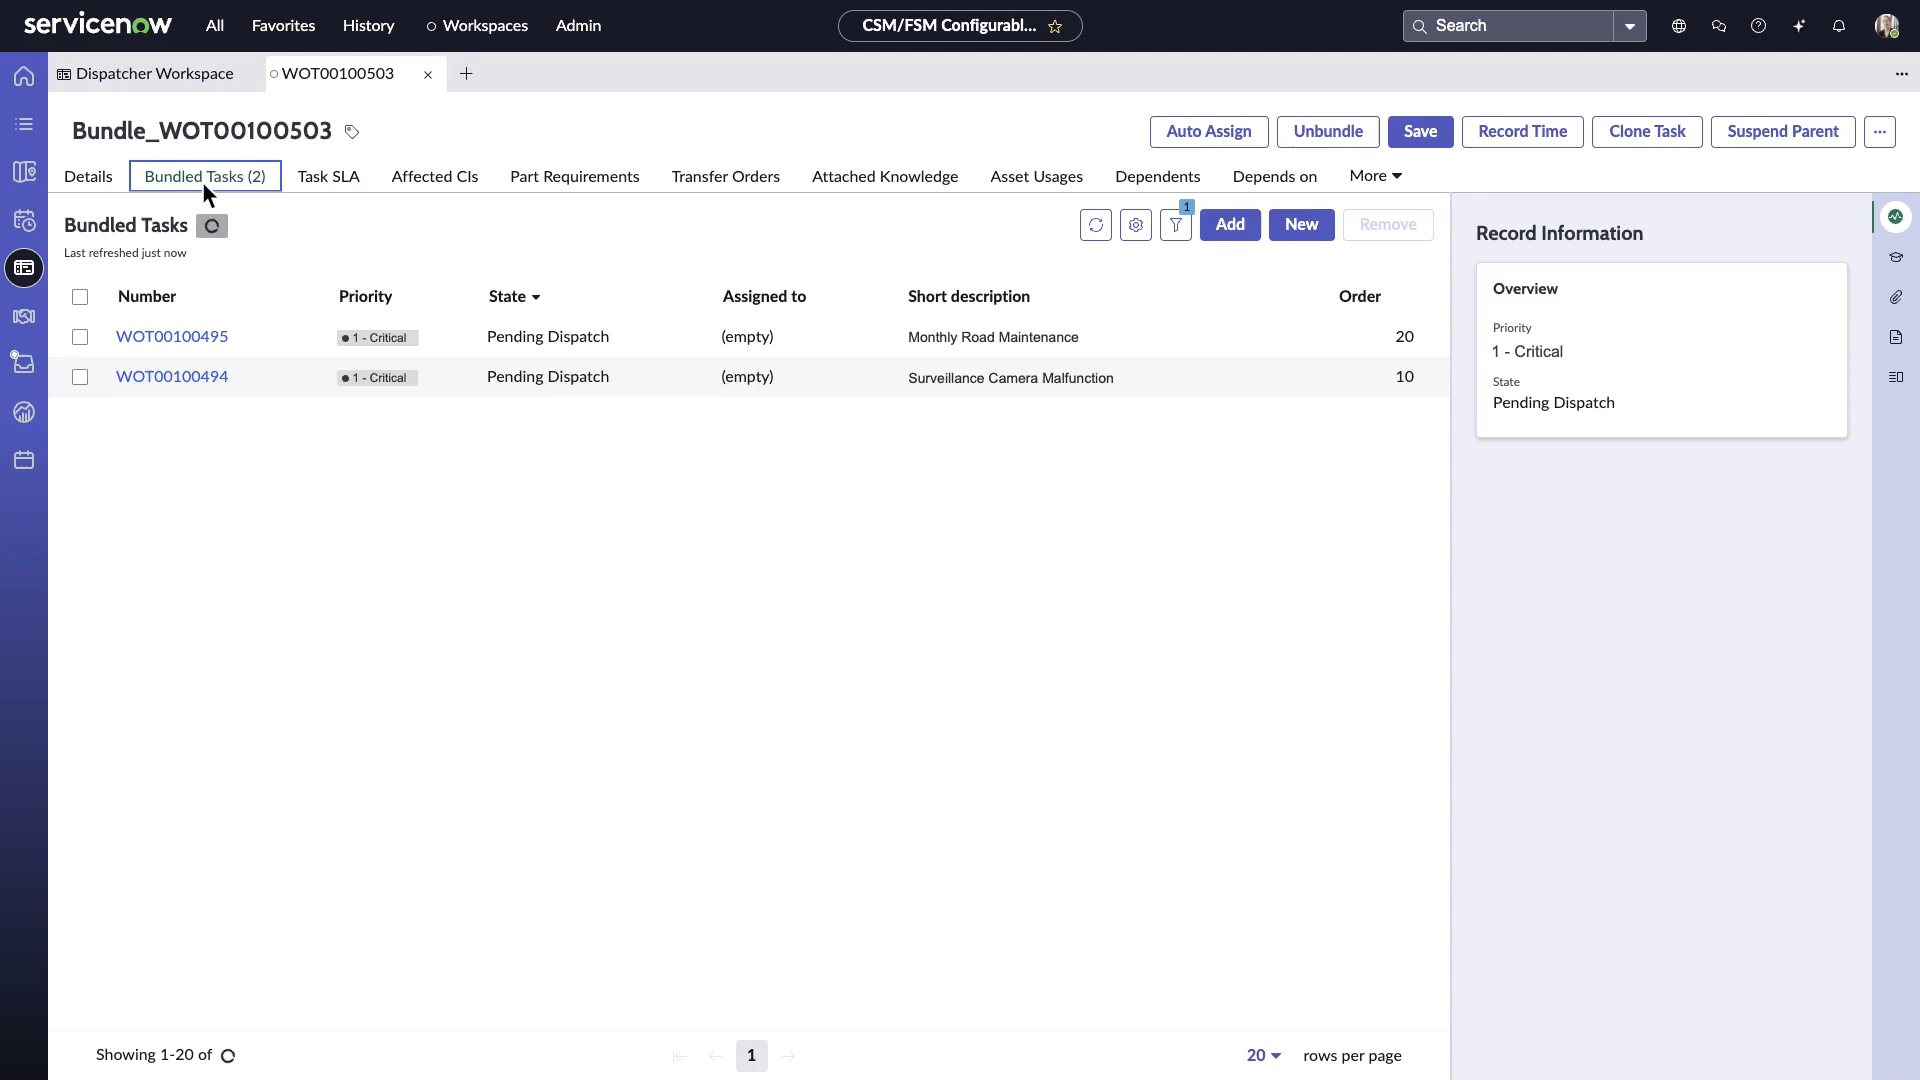 servicenow All Favorites History Workspaces Admin CSM/FSM Configurabl... Search
Dispatcher Workspace WOT00100503
Bundle_WOT00100503 Auto Assign Unbundle Save Record Time Clone Task Suspend Parent
Details Bundled Tasks (2) Task SLA Affected CIs Part Requirements Transfer Orders Attached Knowledge Asset Usages Dependents Depends on More
Bundled Tasks 1 Add New Remove
Last refreshed just now
Number Priority State Assigned to Short description Order
WOT00100495 1 - Critical Pending Dispatch (empty) Monthly Road Maintenance 20
WOT00100494 1 - Critical Pending Dispatch (empty) Surveillance Camera Malfunction 10
Record Information
Overview
Priority
1 - Critical
State
Pending Dispatch
Showing 1-20 of 1 20 rows per page